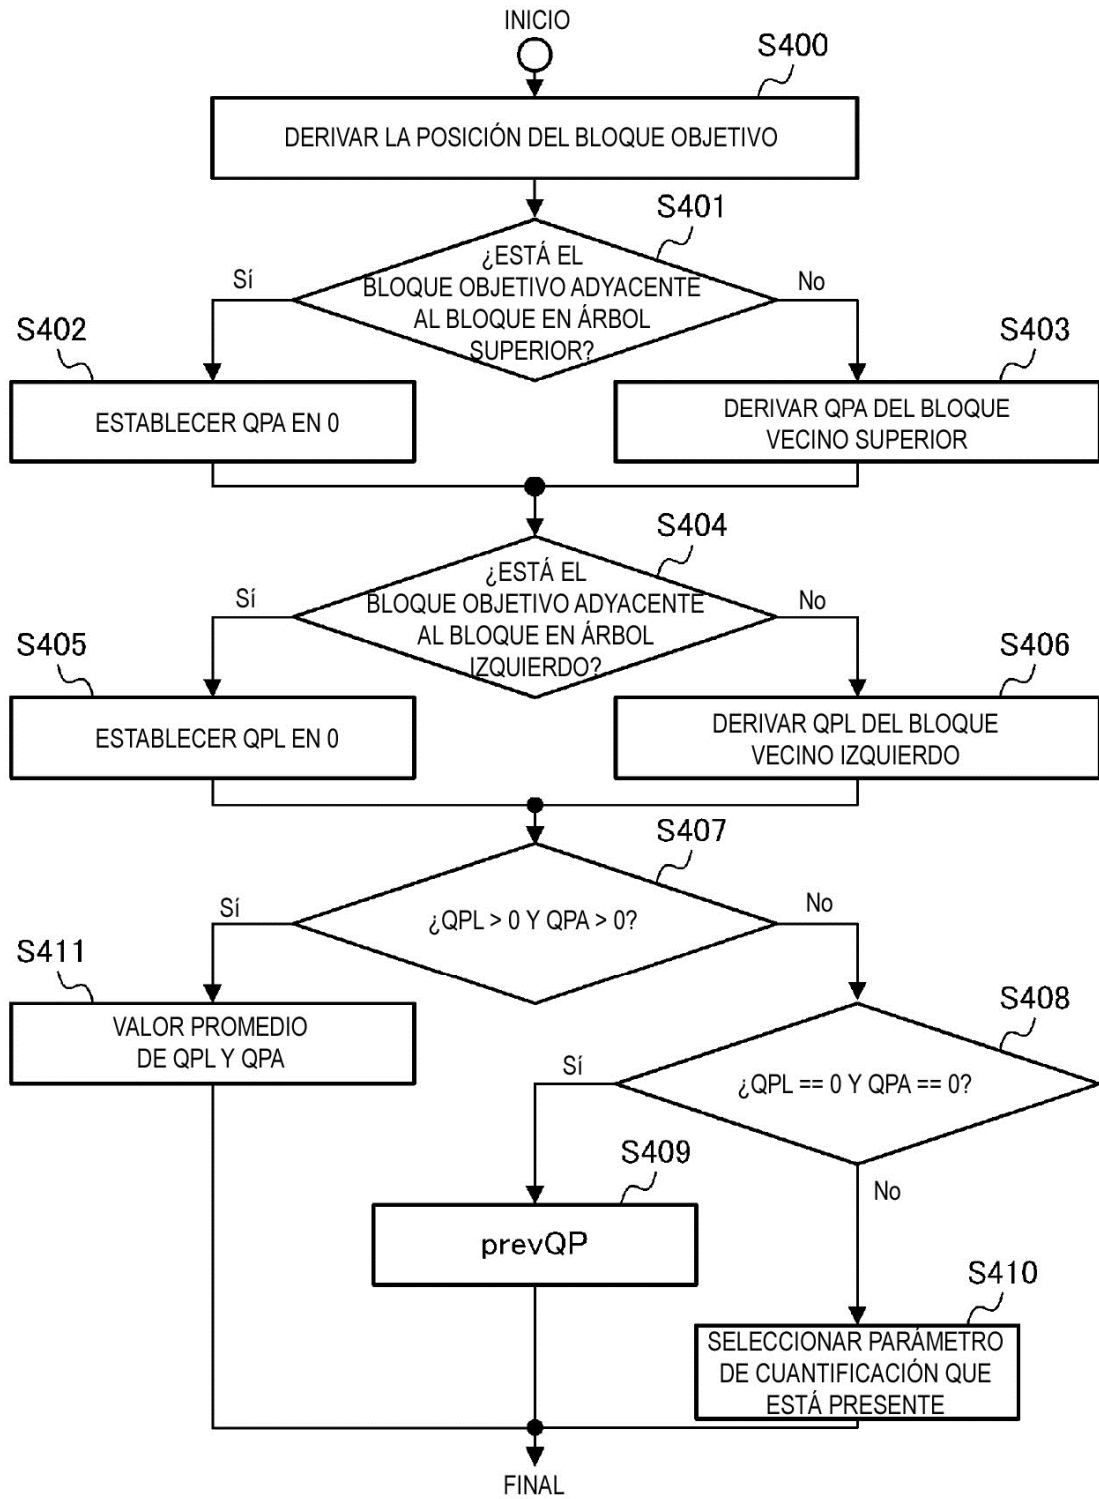 INICIO
S400
DERIVAR LA POSICIÓN DEL BLOQUE OBJETIVO
S401
¿ESTÁ EL
BLOQUE OBJETIVO ADYACENTE
AL BLOQUE EN ÁRBOL
SUPERIOR?
Sí
No
S402
S403
ESTABLECER QPA EN 0
DERIVAR QPA DEL BLOQUE
VECINO SUPERIOR
S404
¿ESTÁ EL
BLOQUE OBJETIVO ADYACENTE
AL BLOQUE EN ÁRBOL
IZQUIERDO?
Sí
No
S405
S406
ESTABLECER QPL EN 0
DERIVAR QPL DEL BLOQUE
VECINO IZQUIERDO
S407
¿QPL > 0 Y QPA > 0?
Sí
No
S411
VALOR PROMEDIO
DE QPL Y QPA
S408
¿QPL == 0 Y QPA == 0?
Sí
No
S409
prevQP
S410
SELECCIONAR PARÁMETRO
DE CUANTIFICACIÓN QUE
ESTÁ PRESENTE
FINAL